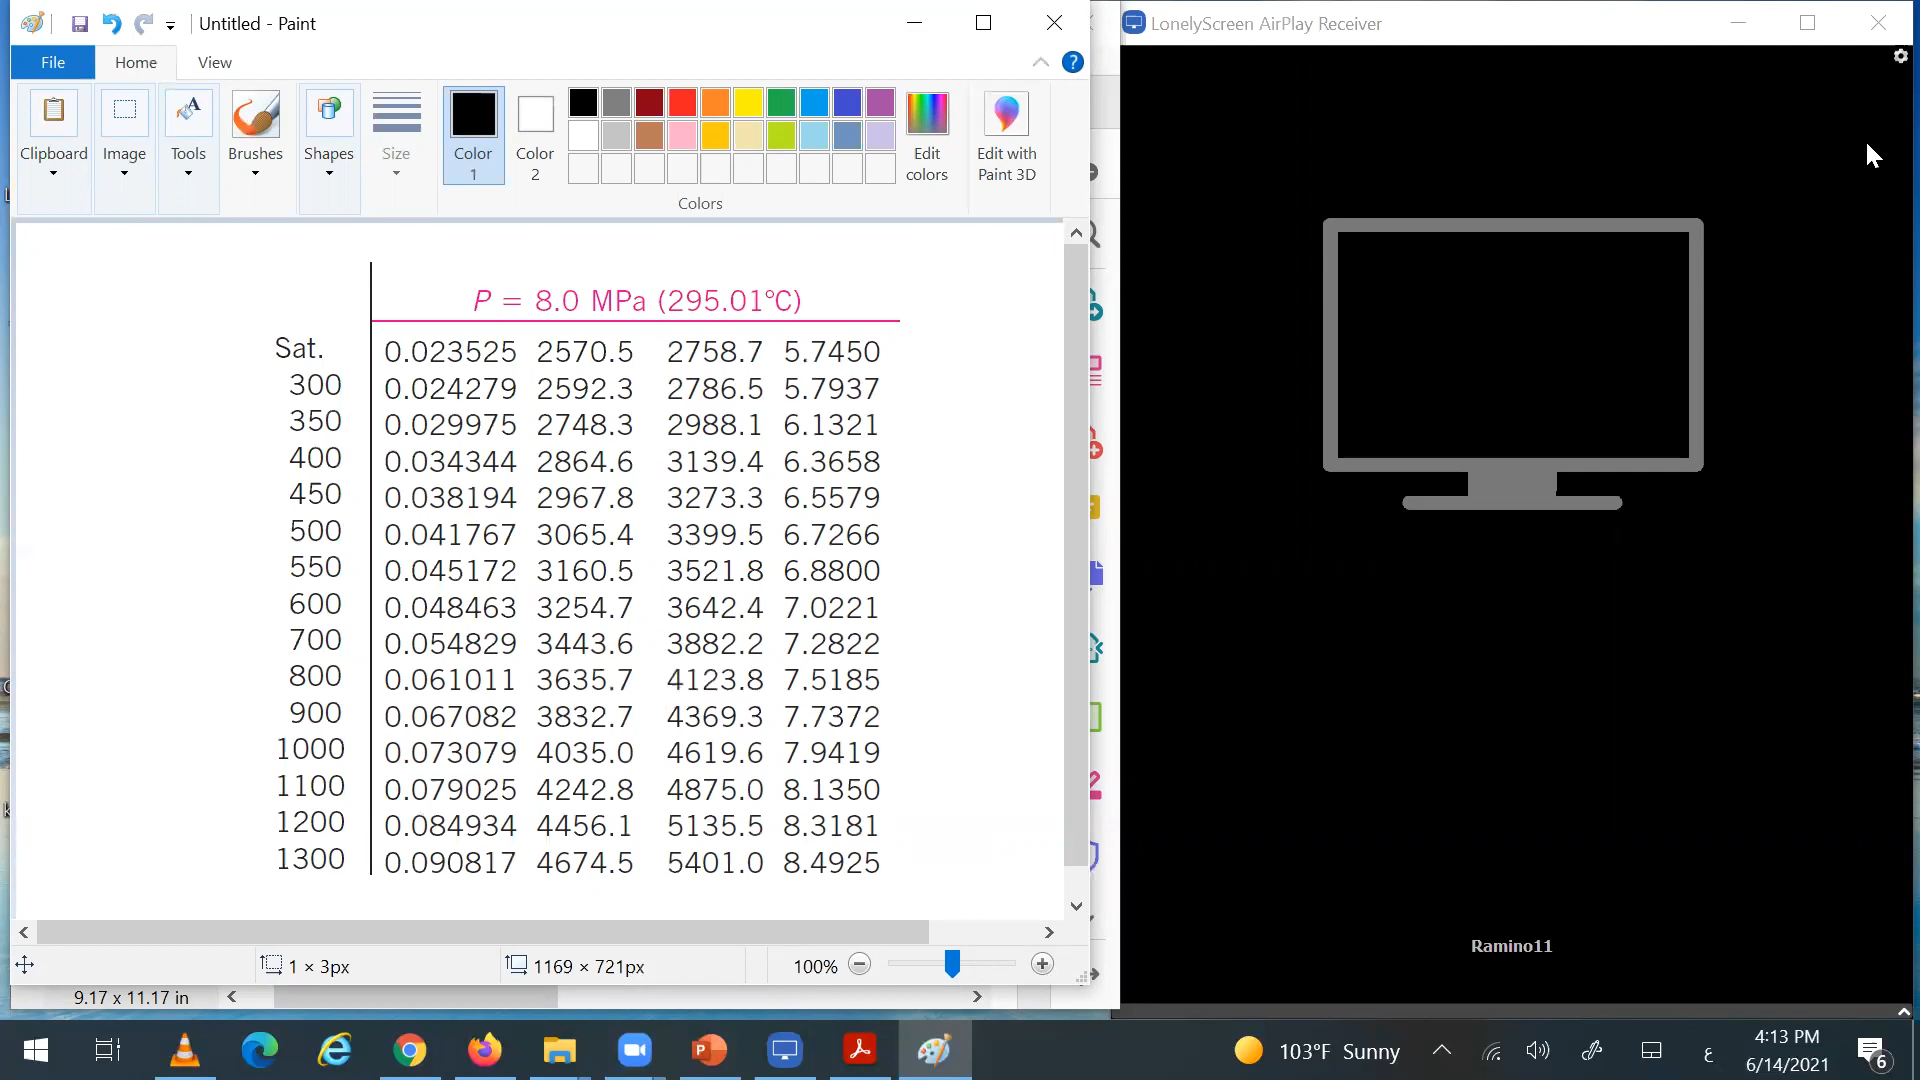 Untitled - Paint
LonelyScreen AirPlay Receiver
File Home View
Clipboard Image Tools Brushes Shapes Size Color 1 Color 2 Edit colors Edit with Paint 3D
Colors
P = 8.0 MPa (295.01°C)
Sat. 0.023525 2570.5 2758.7 5.7450
300 0.024279 2592.3 2786.5 5.7937
350 0.029975 2748.3 2988.1 6.1321
400 0.034344 2864.6 3139.4 6.3658
450 0.038194 2967.8 3273.3 6.5579
500 0.041767 3065.4 3399.5 6.7266
550 0.045172 3160.5 3521.8 6.8800
600 0.048463 3254.7 3642.4 7.0221
700 0.054829 3443.6 3882.2 7.2822
800 0.061011 3635.7 4123.8 7.5185
900 0.067082 3832.7 4369.3 7.7372
1000 0.073079 4035.0 4619.6 7.9419
1100 0.079025 4242.8 4875.0 8.1350
1200 0.084934 4456.1 5135.5 8.3181
1300 0.090817 4674.5 5401.0 8.4925
Ramino11
1 × 3px 1169 × 721px 100%
9.17 x 11.17 in
103°F Sunny ع 4:13 PM
6/14/2021 6